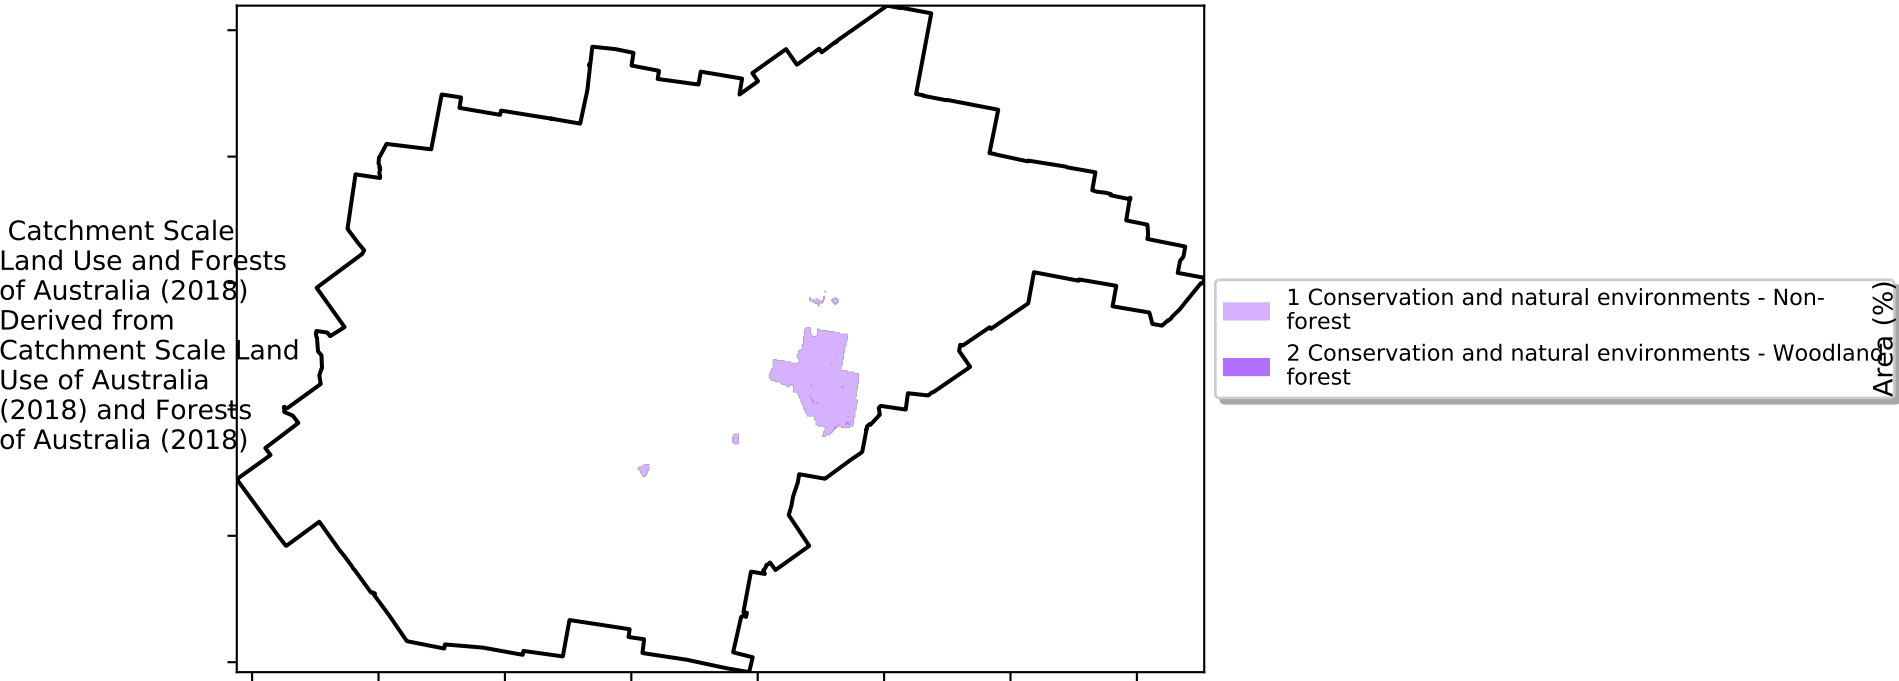 Catchment Scale
Land Use and Forests
of Australia (2018)
Derived from
Catchment Scale Land
Use of Australia
(2018) and Forests
of Australia (2018)
1 Conservation and natural environments - Non-
forest
2 Conservation and natural environments - Woodland
forest
Area (%)